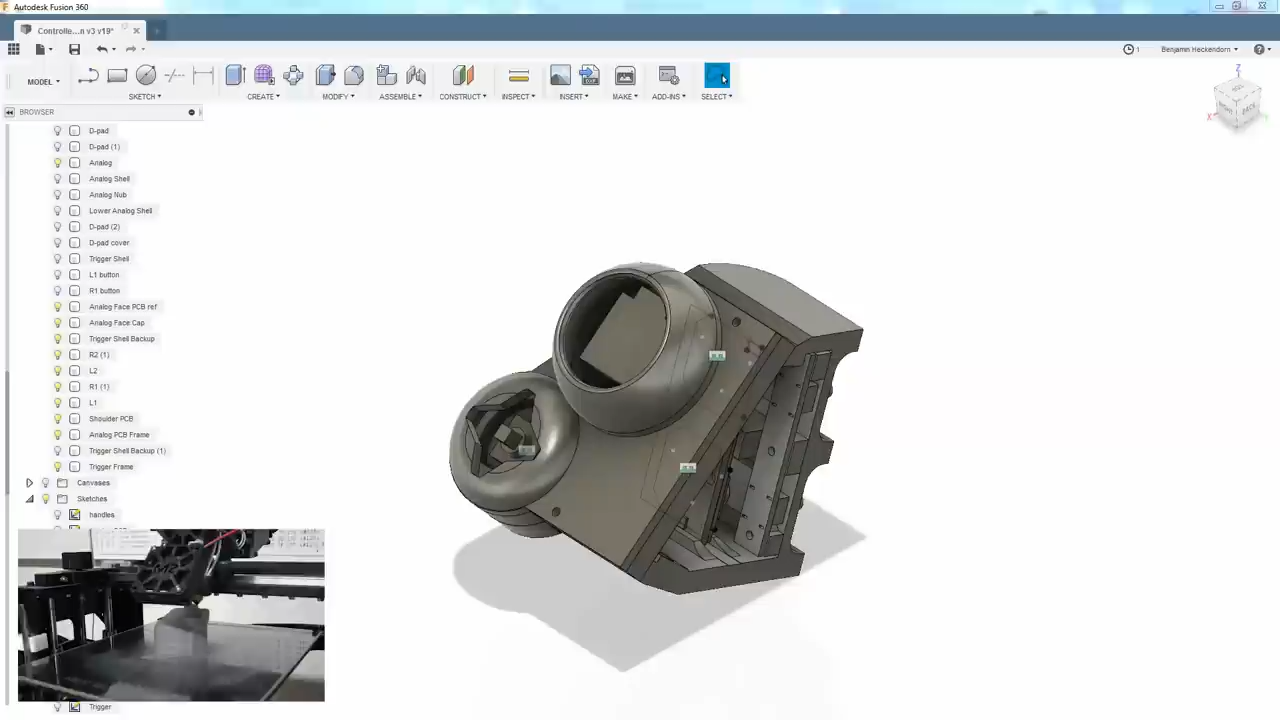 Autodesk Fusion 360
Controlle...n v3 v19*
1
Benjamin Heckendorn
MODEL
SKETCH
CREATE
MODIFY
ASSEMBLE
CONSTRUCT
INSPECT
INSERT
MAKE
ADD-INS
SELECT
BROWSER
D-pad
D-pad (1)
Analog
Analog Shell
Analog Nub
Lower Analog Shell
D-pad (2)
D-pad cover
Trigger Shell
L1 button
R1 button
Analog Face PCB ref
Analog Face Cap
Trigger Shell Backup
R2 (1)
L2
R1 (1)
L1
Shoulder PCB
Analog PCB Frame
Trigger Shell Backup (1)
Trigger Frame
Canvases
Sketches
handles
Trigger
Z
X
BACK